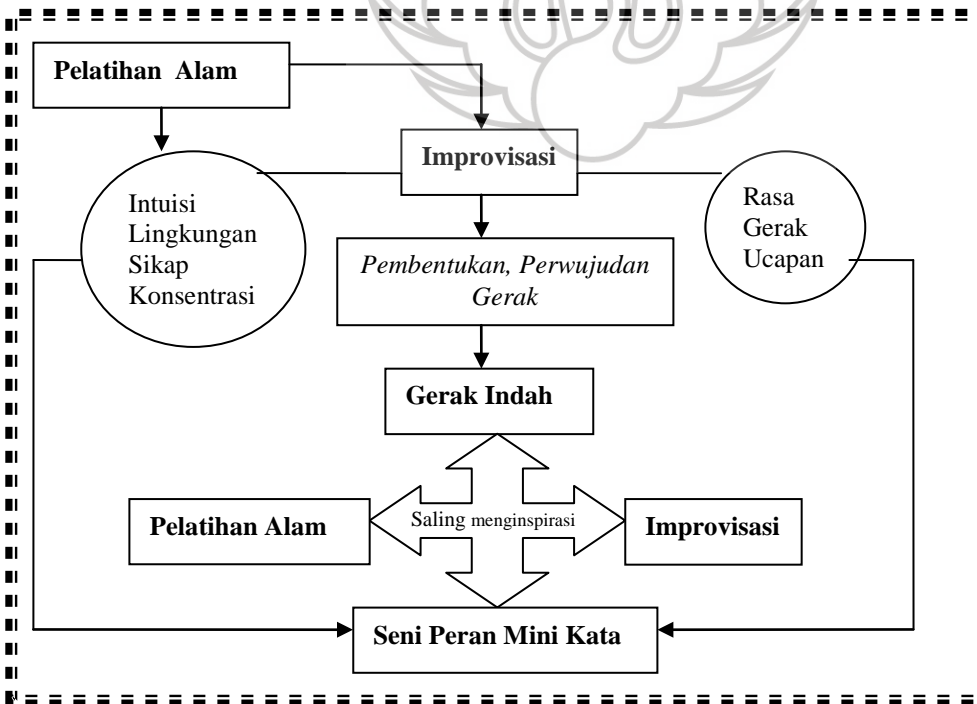 Pelatihan Alam
Improvisasi
Intuisi
Lingkungan
Sikap
Konsentrasi
Rasa
Gerak
Ucapan
Pembentukan, Perwujudan
Gerak
Gerak Indah
Pelatihan Alam
Saling menginspirasi
Improvisasi
Seni Peran Mini Kata